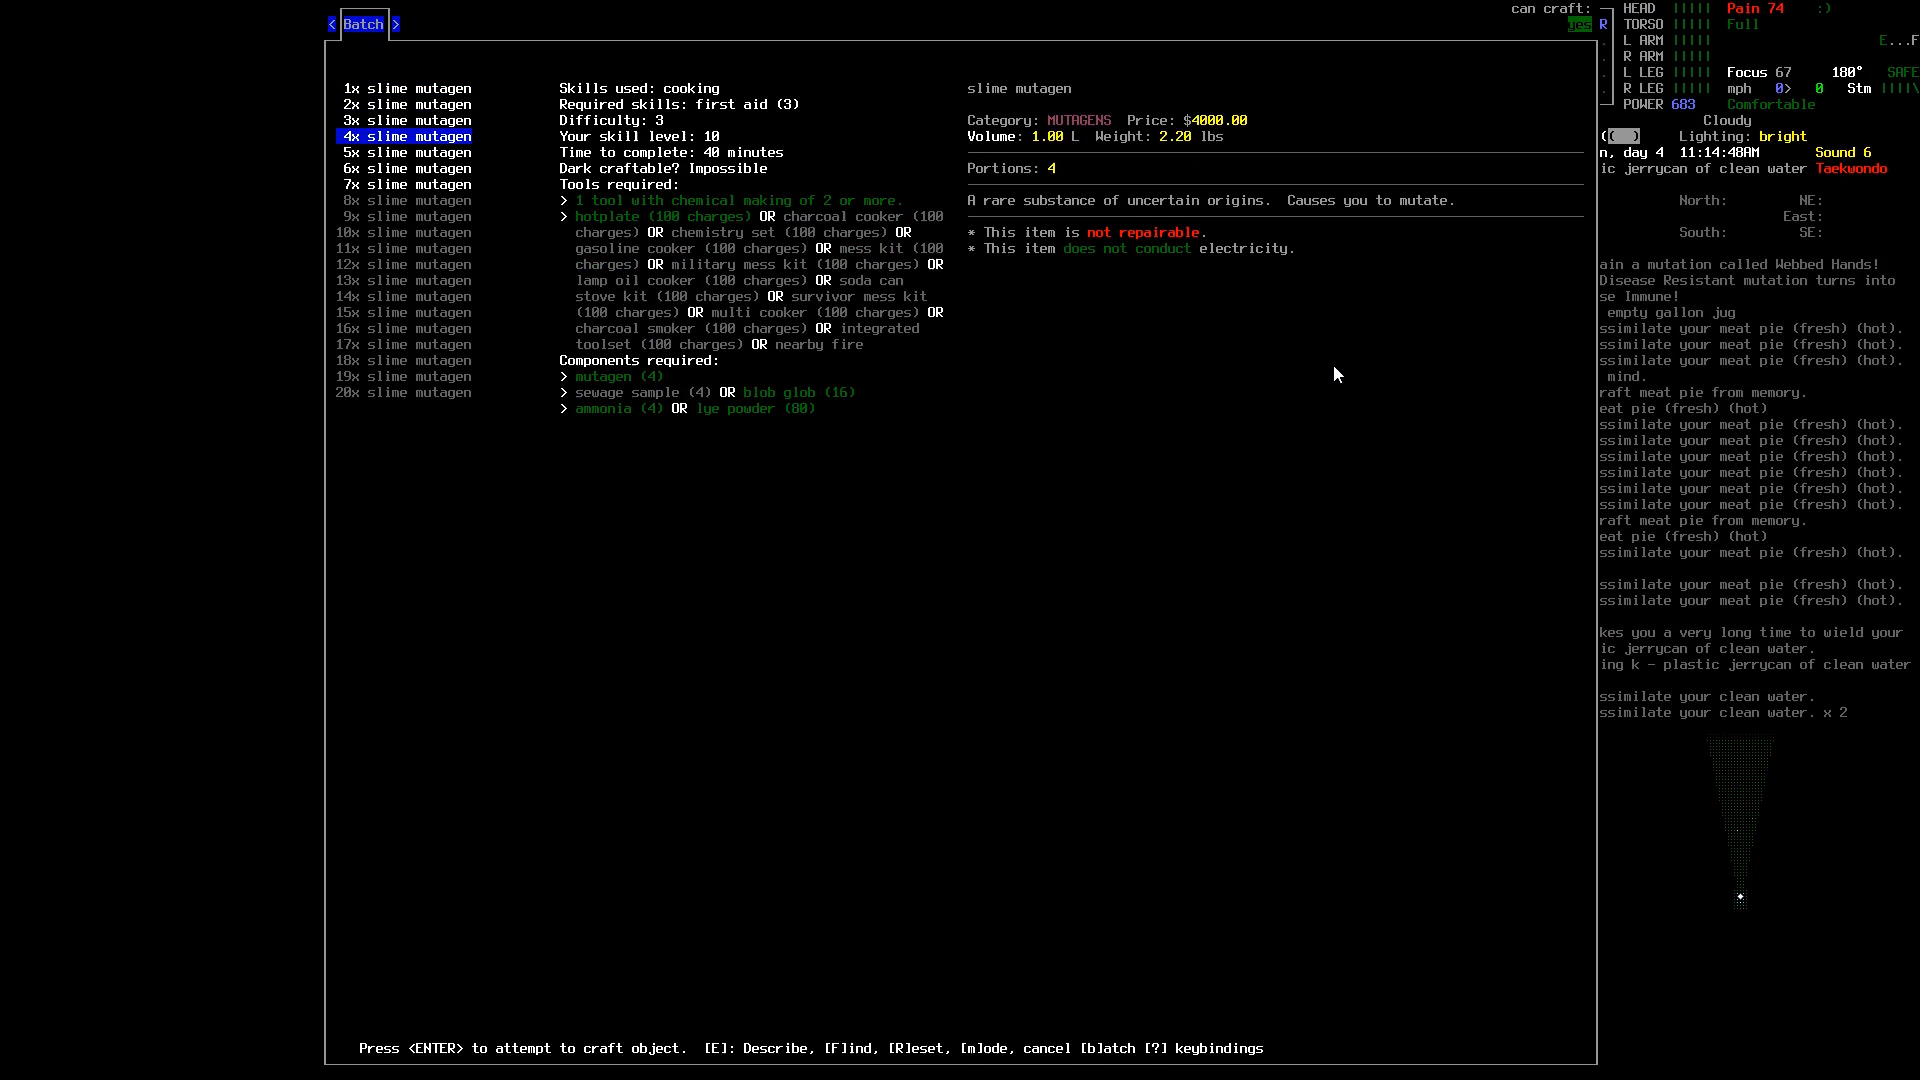 < Batch >
can craft:
yes
1x slime mutagen
2x slime mutagen
3x slime mutagen
4x slime mutagen
5x slime mutagen
6x slime mutagen
7x slime mutagen
8x slime mutagen
9x slime mutagen
10x slime mutagen
11x slime mutagen
12x slime mutagen
13x slime mutagen
14x slime mutagen
15x slime mutagen
16x slime mutagen
17x slime mutagen
18x slime mutagen
19x slime mutagen
20x slime mutagen
Skills used: cooking
Required skills: first aid (3)
Difficulty: 3
Your skill level: 10
Time to complete: 40 minutes
Dark craftable? Impossible
Tools required:
> 1 tool with chemical making of 2 or more.
> hotplate (100 charges) OR charcoal cooker (100
charges) OR chemistry set (100 charges) OR
gasoline cooker (100 charges) OR mess kit (100
charges) OR military mess kit (100 charges) OR
lamp oil cooker (100 charges) OR soda can
stove kit (100 charges) OR survivor mess kit
(100 charges) OR multi cooker (100 charges) OR
charcoal smoker (100 charges) OR integrated
toolset (100 charges) OR nearby fire
Components required:
> mutagen (4)
> sewage sample (4) OR blob glob (16)
> ammonia (4) OR lye powder (80)
slime mutagen
Category: MUTAGENS  Price: $4000.00
Volume: 1.00 L  Weight: 2.20 lbs
Portions: 4
A rare substance of uncertain origins.  Causes you to mutate.
* This item is not repairable.
* This item does not conduct electricity.
Press <ENTER> to attempt to craft object.  [E]: Describe, [F]ind, [R]eset, [m]ode, cancel [b]atch [?] keybindings
HEAD ||||| Pain 74 :)
R TORSO ||||| Full
L ARM ||||| E...F
R ARM |||||
L LEG ||||| Focus 67 180° SAFE
R LEG ||||| mph 0> 0 Stm ||||\
POWER 683 Comfortable
Cloudy
((  ) Lighting: bright
n, day 4 11:14:48AM Sound 6
ic jerrycan of clean water Taekwondo
North: NE:
East:
South: SE:
ain a mutation called Webbed Hands!
Disease Resistant mutation turns into
se Immune!
empty gallon jug
ssimilate your meat pie (fresh) (hot).
ssimilate your meat pie (fresh) (hot).
ssimilate your meat pie (fresh) (hot).
mind.
raft meat pie from memory.
eat pie (fresh) (hot)
ssimilate your meat pie (fresh) (hot).
ssimilate your meat pie (fresh) (hot).
ssimilate your meat pie (fresh) (hot).
ssimilate your meat pie (fresh) (hot).
ssimilate your meat pie (fresh) (hot).
ssimilate your meat pie (fresh) (hot).
raft meat pie from memory.
eat pie (fresh) (hot)
ssimilate your meat pie (fresh) (hot).
ssimilate your meat pie (fresh) (hot).
ssimilate your meat pie (fresh) (hot).
kes you a very long time to wield your
ic jerrycan of clean water.
ing k - plastic jerrycan of clean water
ssimilate your clean water.
ssimilate your clean water. x 2